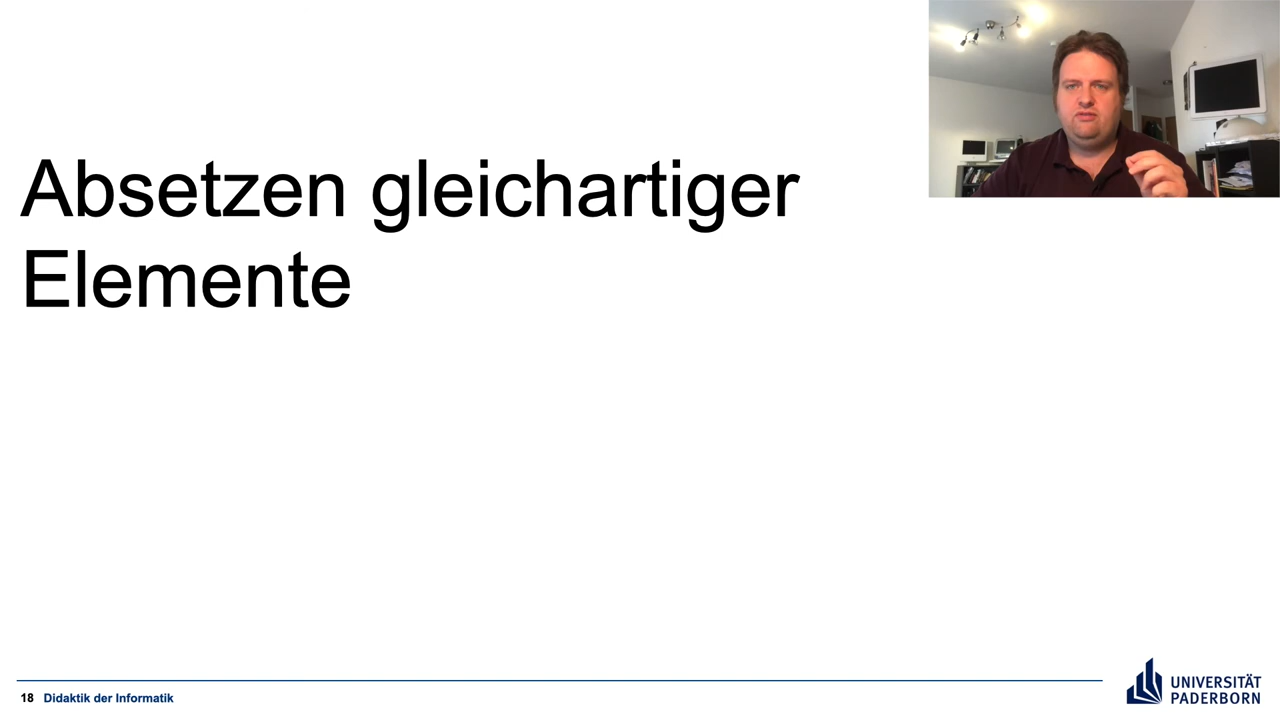 Absetzen gleichartiger
Elemente
18 Didaktik der Informatik
UNIVERSITÄT
PADERBORN